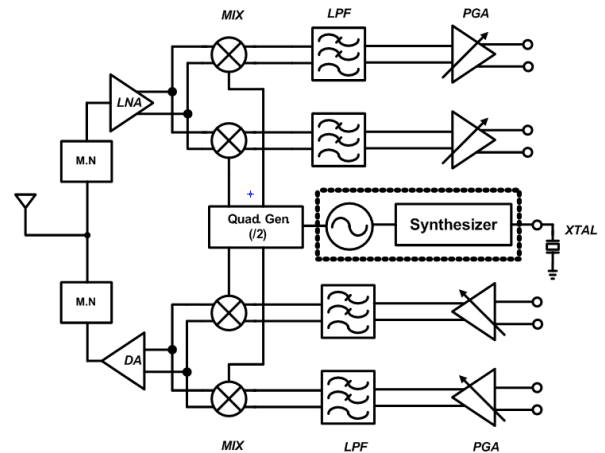 MIX
LPF
PGA
LNA
M.N
Quad. Gen.
(/2)
Synthesizer
XTAL
M.N
DA
MIX
LPF
PGA